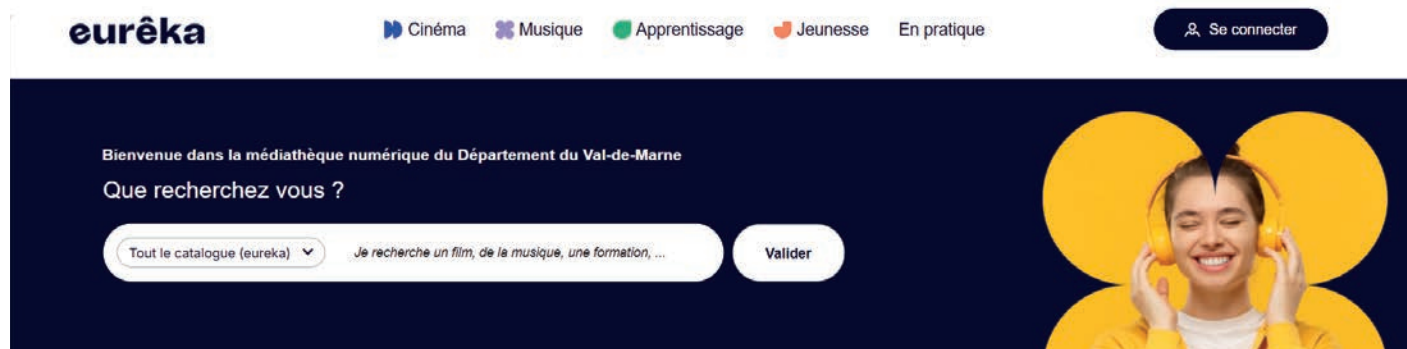 eurêka
Cinéma
Musique
Apprentissage
Jeunesse
En pratique
Se connecter
Bienvenue dans la médiathèque numérique du Département du Val-de-Marne
Que recherchez vous ?
Tout le catalogue (eureka)
Je recherche un film, de la musique, une formation, ...
Valider